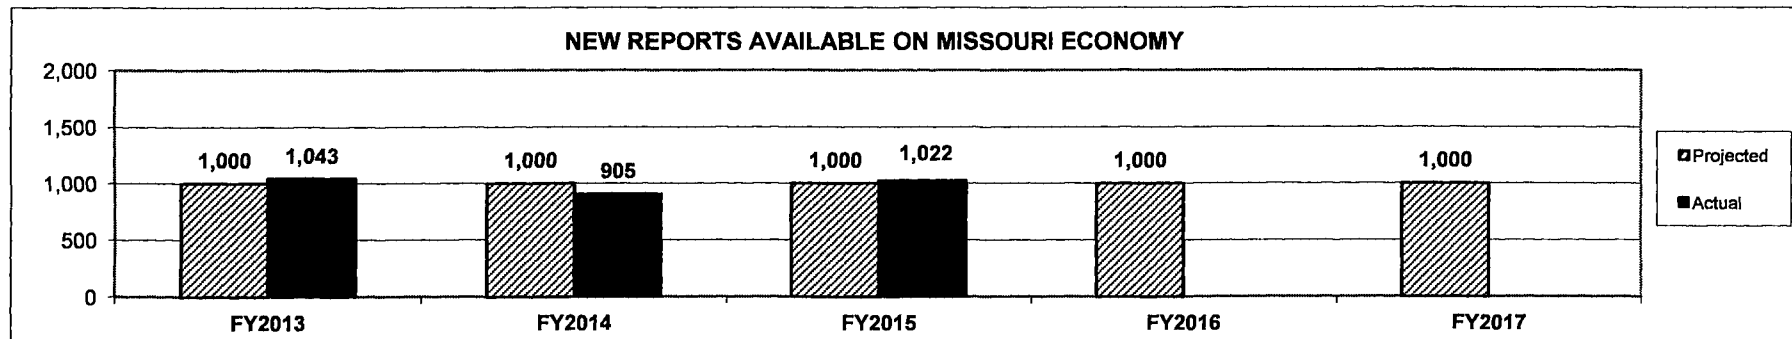 NEW REPORTS AVAILABLE ON MISSOURI ECONOMY
2,000
1,500
1,000
500
0
1,000 1,043 1,000 905 1,000 1,022 1,000 1,000
FY2013 FY2014 FY2015 FY2016 FY2017
Projected
Actual